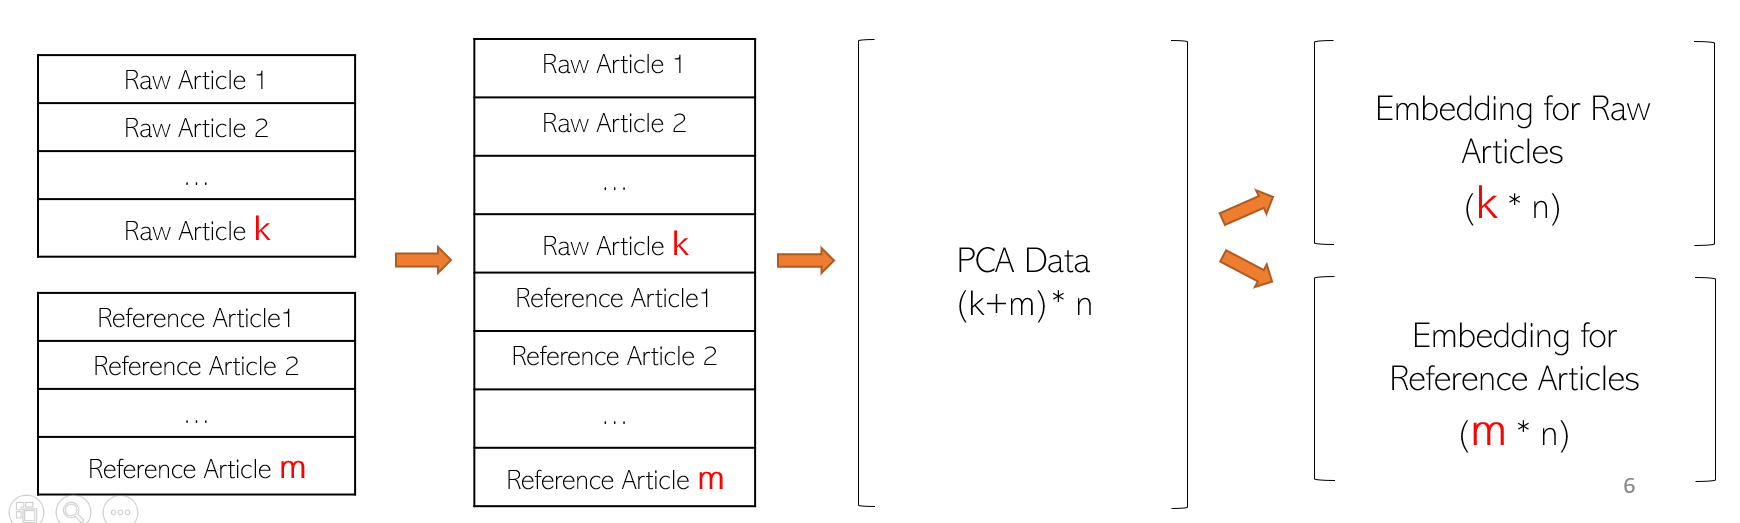 Raw Article 1
Raw Article 2
...
Raw Article k
Reference Article1
Reference Article 2
...
Reference Article m
Raw Article 1
Raw Article 2
...
Raw Article k
Reference Article1
Reference Article 2
...
Reference Article m
PCA Data
(k+m)* n
Embedding for Raw
Articles
(k * n)
Embedding for
Reference Articles
(m * n)
6